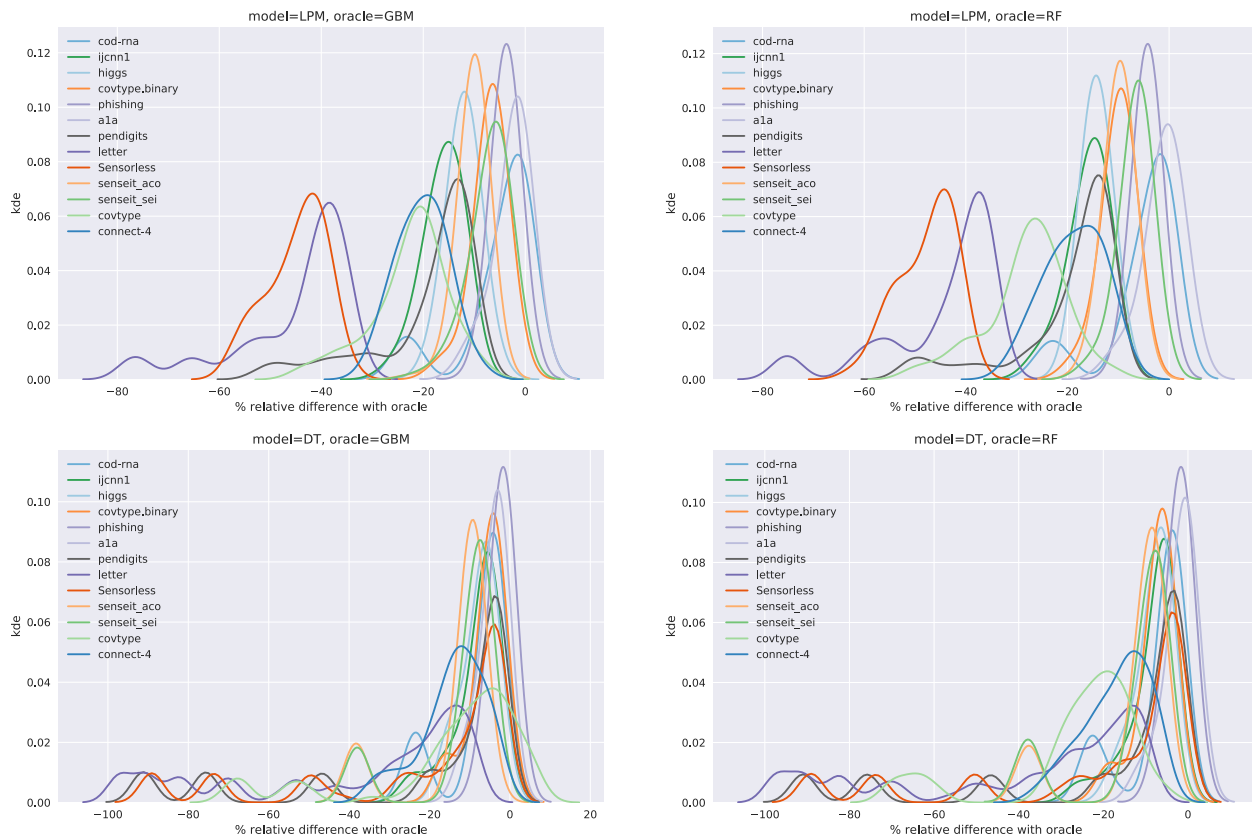 model=LPM, oracle=GBM
kde
0.12
0.10
0.08
0.06
0.04
0.02
0.00
cod-rna
ijcnn1
higgs
covtype.binary
phishing
a1a
pendigits
letter
Sensorless
senseit_aco
senseit_sei
covtype
connect-4
−80 −60 −40 −20 0
% relative difference with oracle
model=LPM, oracle=RF
kde
0.12
0.10
0.08
0.06
0.04
0.02
0.00
cod-rna
ijcnn1
higgs
covtype.binary
phishing
a1a
pendigits
letter
Sensorless
senseit_aco
senseit_sei
covtype
connect-4
−80 −60 −40 −20 0
% relative difference with oracle
model=DT, oracle=GBM
kde
0.10
0.08
0.06
0.04
0.02
0.00
cod-rna
ijcnn1
higgs
covtype.binary
phishing
a1a
pendigits
letter
Sensorless
senseit_aco
senseit_sei
covtype
connect-4
−100 −80 −60 −40 −20 0 20
% relative difference with oracle
model=DT, oracle=RF
kde
0.10
0.08
0.06
0.04
0.02
0.00
cod-rna
ijcnn1
higgs
covtype.binary
phishing
a1a
pendigits
letter
Sensorless
senseit_aco
senseit_sei
covtype
connect-4
−100 −80 −60 −40 −20 0
% relative difference with oracle